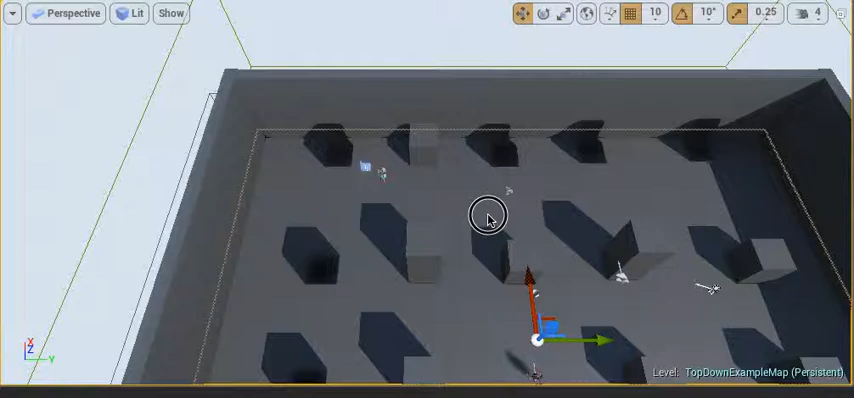 Perspective Lit Show 10 10° 0.25 4
X
Z Y
Level: TopDownExampleMap (Persistent)